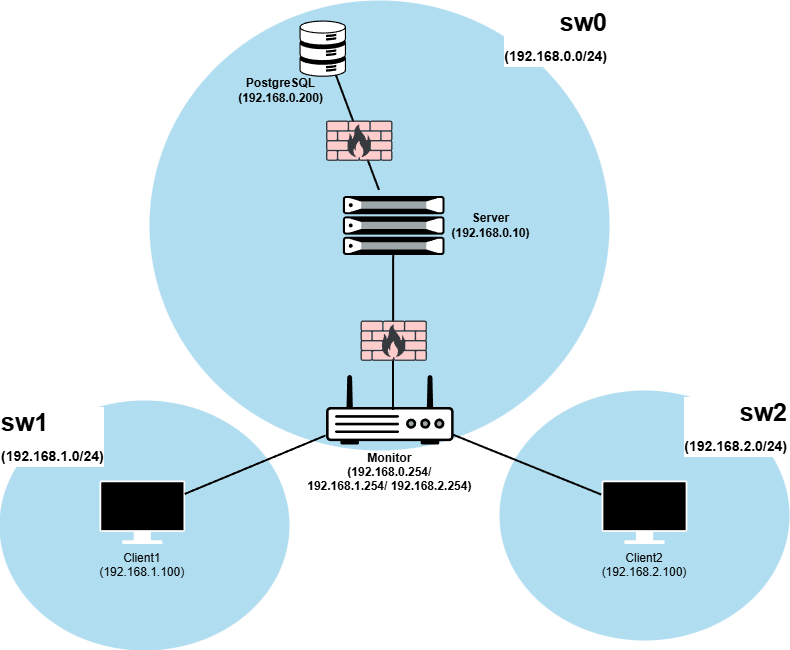 sw0
(192.168.0.0/24)
PostgreSQL
(192.168.0.200)
Server
(192.168.0.10)
sw1
(192.168.1.0/24)
sw2
(192.168.2.0/24)
Monitor
(192.168.0.254/
192.168.1.254/ 192.168.2.254)
Client1
(192.168.1.100)
Client2
(192.168.2.100)